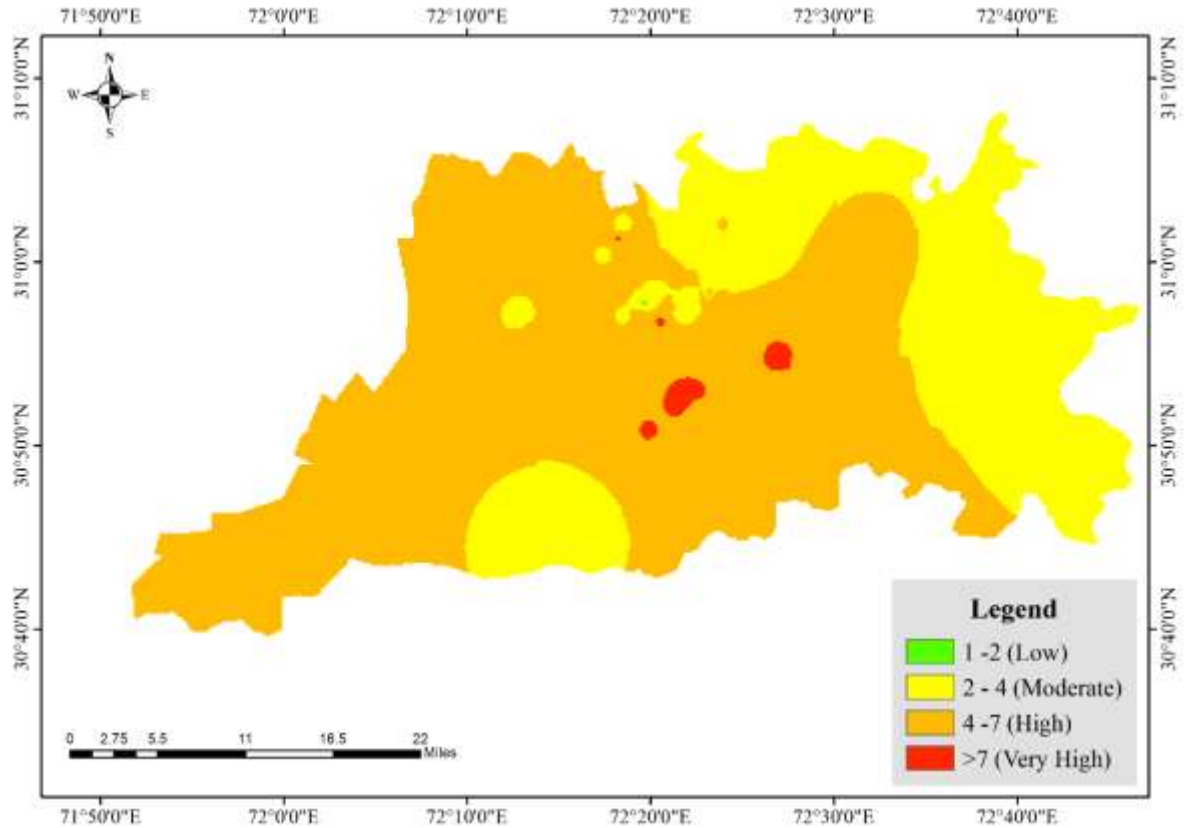 71°50'0"E 72°0'0"E 72°10'0"E 72°20'0"E 72°30'0"E 72°40'0"E
N
W E
S
31°10'0"N 31°10'0"N
31°0'0"N 31°0'0"N
30°50'0"N 30°50'0"N
30°40'0"N 30°40'0"N
Legend
1 -2 (Low)
2 - 4 (Moderate)
4 -7 (High)
>7 (Very High)
0 2.75 5.5 11 16.5 22
Miles
71°50'0"E 72°0'0"E 72°10'0"E 72°20'0"E 72°30'0"E 72°40'0"E